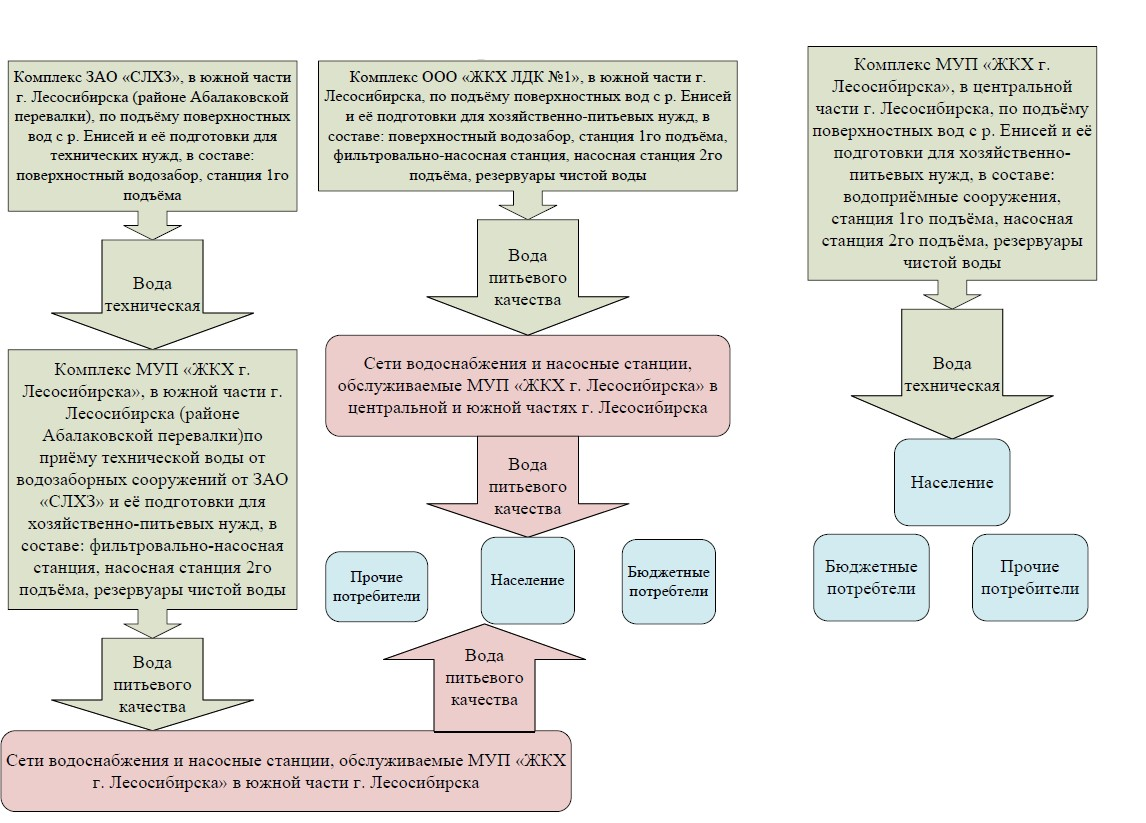 Комплекс ЗАО «СЛХЗ», в южной части
г. Лесосибирска (районе Абалаковской
перевалки), по подъёму поверхностных
вод с р. Енисей и её подготовки для
технических нужд, в составе:
поверхностный водозабор, станция 1го
подъёма
Вода
техническая
Комплекс МУП «ЖКХ г.
Лесосибирска», в южной части г.
Лесосибирска (районе
Абалаковской перевалки)по
приёму технической воды от
водозаборных сооружений от ЗАО
«СЛХЗ» и её подготовки для
хозяйственно-питьевых нужд, в
составе: фильтровально-насосная
станция, насосная станция 2го
подъёма, резервуары чистой воды
Вода
питьевого
качества
Сети водоснабжения и насосные станции, обслуживаемые МУП «ЖКХ
г. Лесосибирска» в южной части г. Лесосибирска
Комплекс ООО «ЖКХ ЛДК №1», в южной части г.
Лесосибирска, по подъёму поверхностных вод с р. Енисей
и её подготовки для хозяйственно-питьевых нужд, в
составе: поверхностный водозабор, станция 1го подъёма,
фильтровально-насосная станция, насосная станция 2го
подъёма, резервуары чистой воды
Вода
питьевого
качества
Сети водоснабжения и насосные станции,
обслуживаемые МУП «ЖКХ г. Лесосибирска» в
центральной и южной частях г. Лесосибирска
Вода
питьевого
качества
Прочие
потребители
Население
Бюджетные
потребтели
Вода
питьевого
качества
Комплекс МУП «ЖКХ г.
Лесосибирска», в центральной
части г. Лесосибирска, по подъёму
поверхностных вод с р. Енисей и её
подготовки для хозяйственно-
питьевых нужд, в составе:
водоприёмные сооружения,
станция 1го подъёма, насосная
станция 2го подъёма, резервуары
чистой воды
Вода
техническая
Население
Бюджетные
потребтели
Прочие
потребители